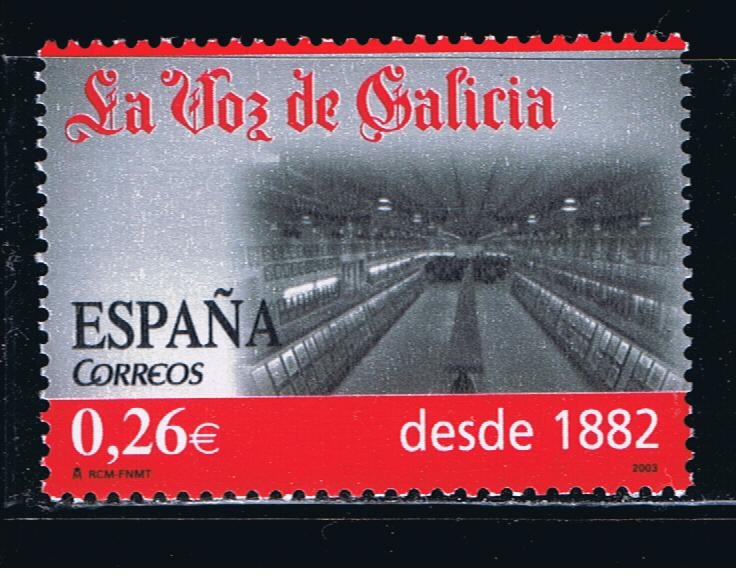 La Voz de Galicia
ESPAÑA
CORREOS
0,26€
desde 1882
RCM-FNMT
2003